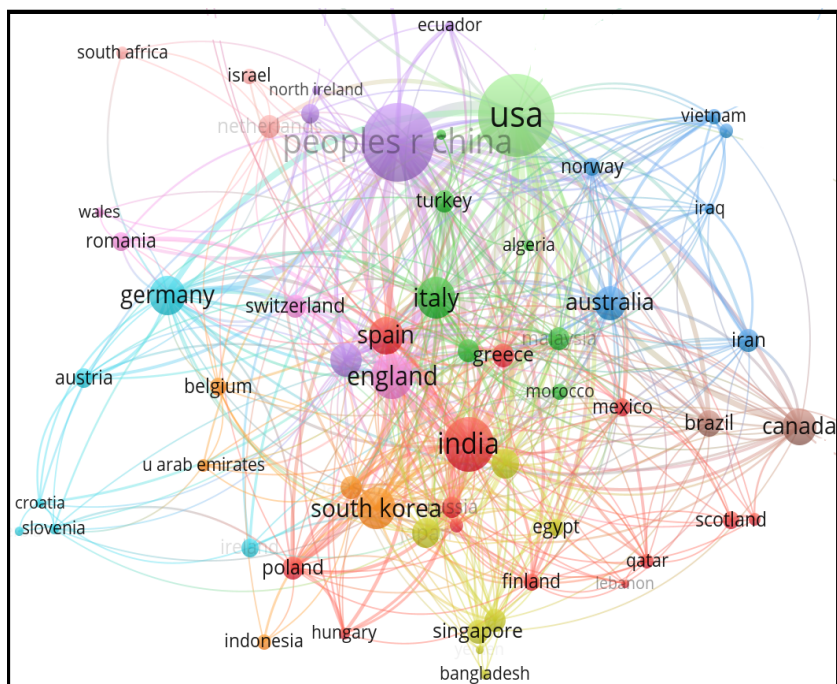 ecuador
south africa
israel
north ireland
netherlands
usa
peoples r china
vietnam
norway
turkey
iraq
wales
romania
algeria
germany
switzerland
italy
australia
spain
malaysia
iran
greece
austria
belgium
england
morocco
mexico
brazil
canada
india
u arab emirates
croatia
south korea
slovenia
egypt
scotland
ireland
poland
finland
qatar
lebanon
indonesia
hungary
singapore
bangladesh